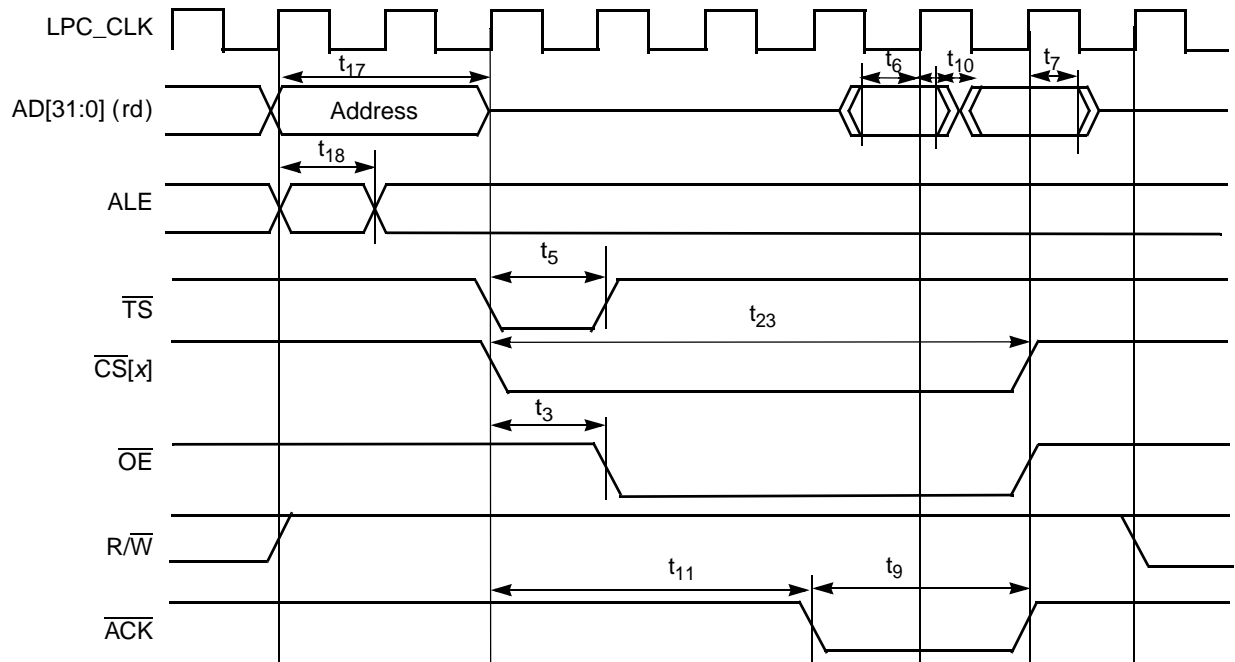 LPC_CLK
t17
t6
t10
t7
AD[31:0] (rd)
Address
t18
ALE
t5
TS
t23
CS[x]
t3
OE
R/W
t11
t9
ACK